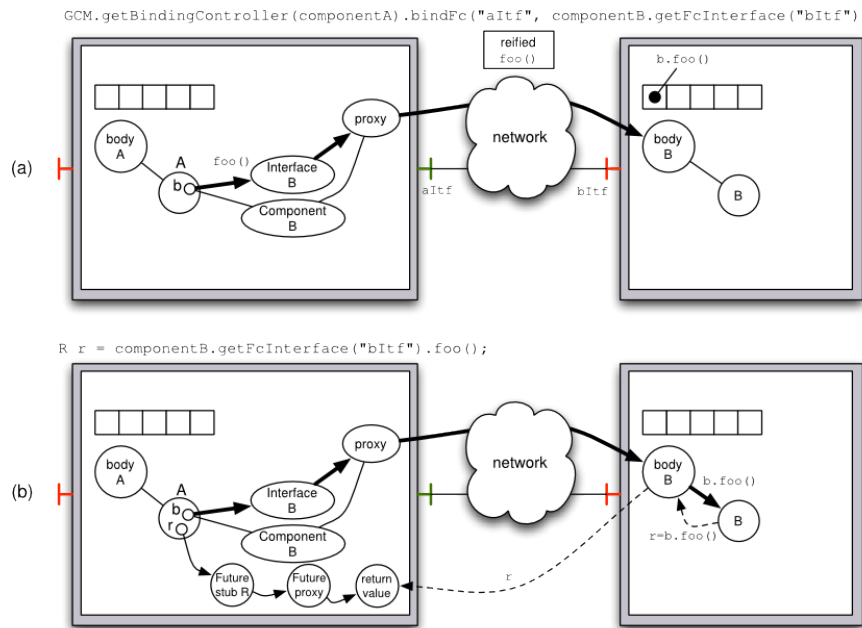 GCM.getBindingController(componentA).bindFc("aItf", componentB.getFcInterface("bItf")
reified
foo()
b.foo()
body
A
A
b
foo()
Interface
B
Component
B
proxy
network
body
B
B
(a)
aItf
bItf
R r = componentB.getFcInterface("bItf").foo();
body
A
A
b
r
Interface
B
Component
B
proxy
network
body
B
b.foo()
B
r=b.foo()
(b)
Future
stub R
Future
proxy
return
value
r